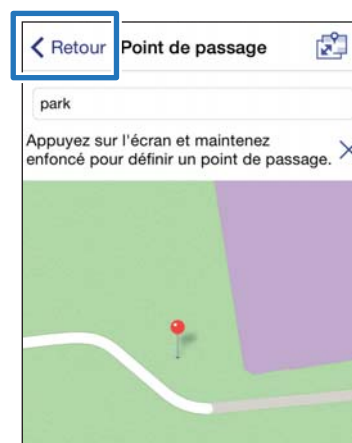 Retour Point de passage
park
Appuyez sur l'écran et maintenez
enfoncé pour définir un point de passage.